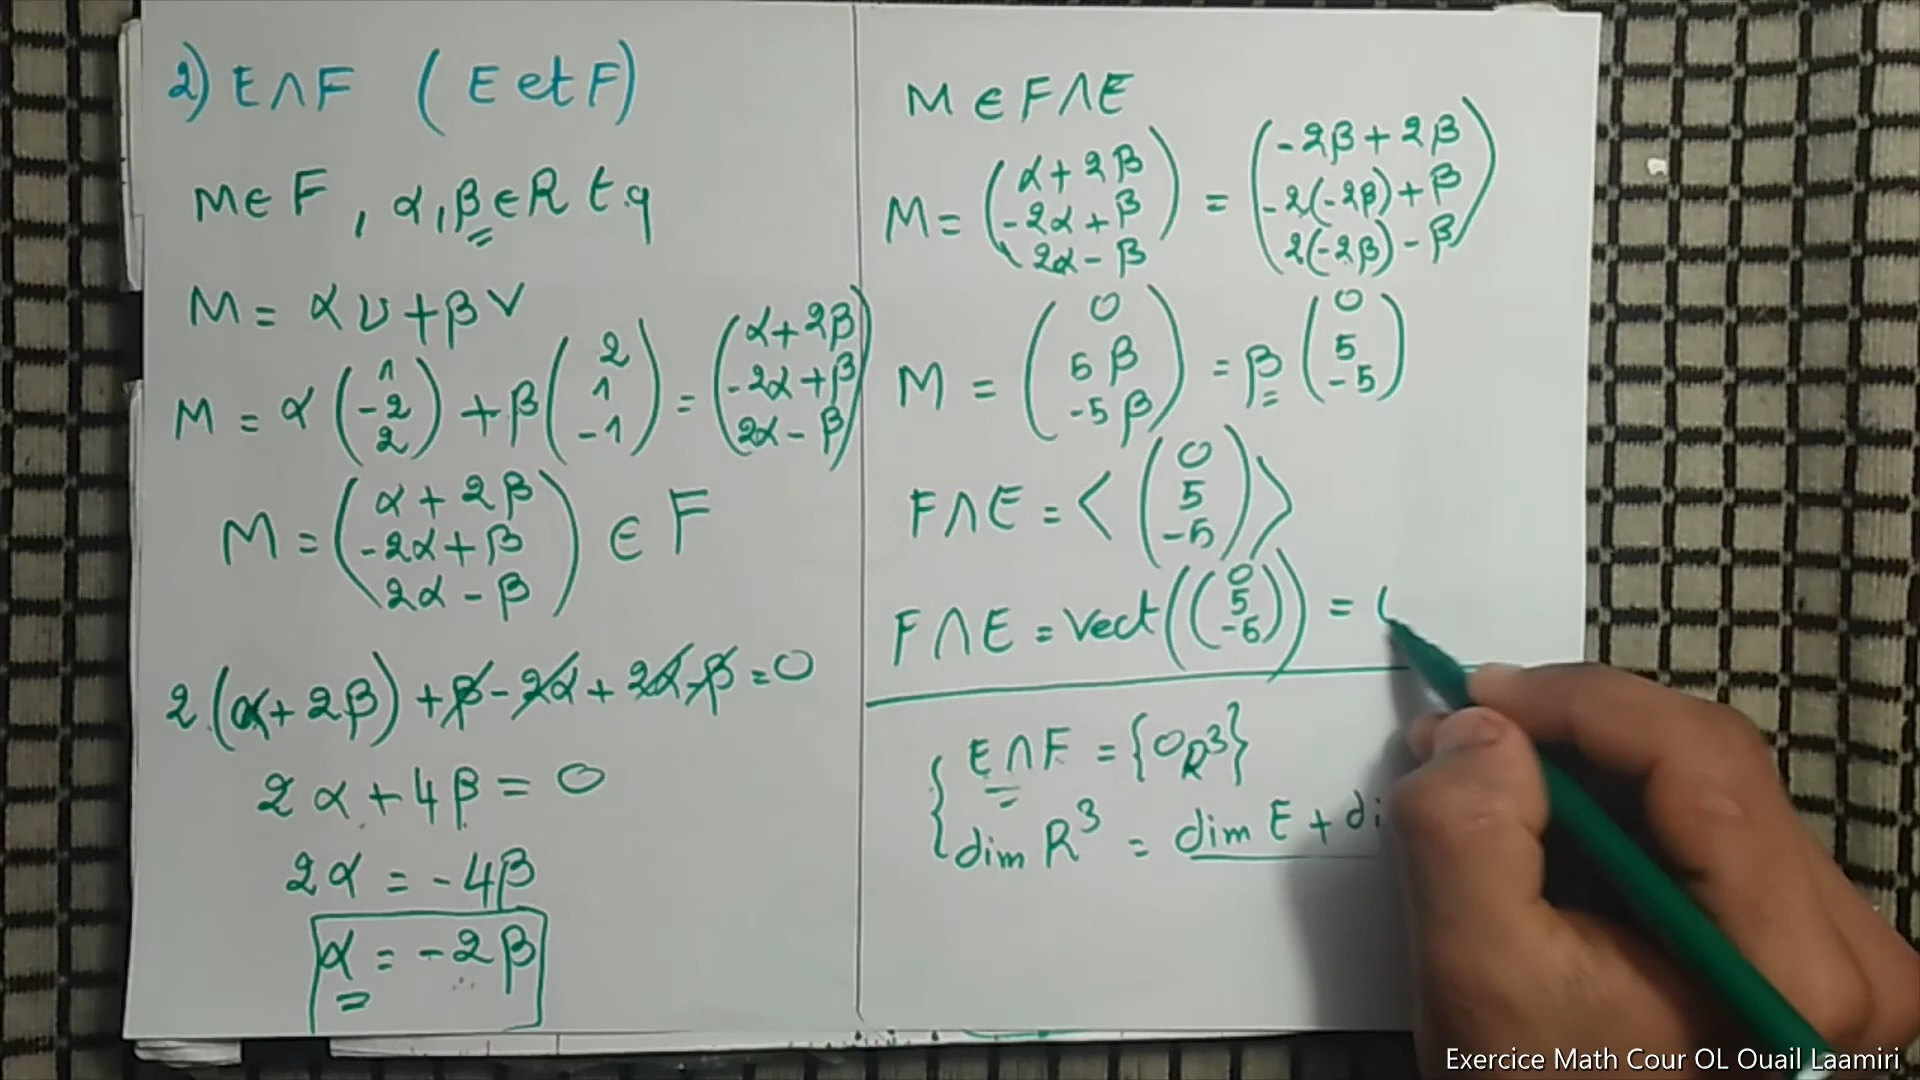 2) E∩F ( E et F)
M∈F , α,β∈R t.q
M = αU+βV
M = α(1 -2 2) + β(2 1 -1) = (α+2β -2α+β 2α-β)
M = (α+2β -2α+β 2α-β) ∈ F
2.(α+2β)+β-2α+2α-β=0
2α+4β = 0
2α = -4β
α = -2β
M∈F∩E
M = (α+2β -2α+β 2α-β) = (-2β+2β -2(-2β)+β 2(-2β)-β)
M = (0 5β -5β) = β(0 5 -5)
F∩E = <(0 5 -5)>
F∩E = Vect((0 5 -5)) =
E∩F = {0R³}
dim R³ = dim E + di
Exercice Math Cour OL Ouail Laamiri